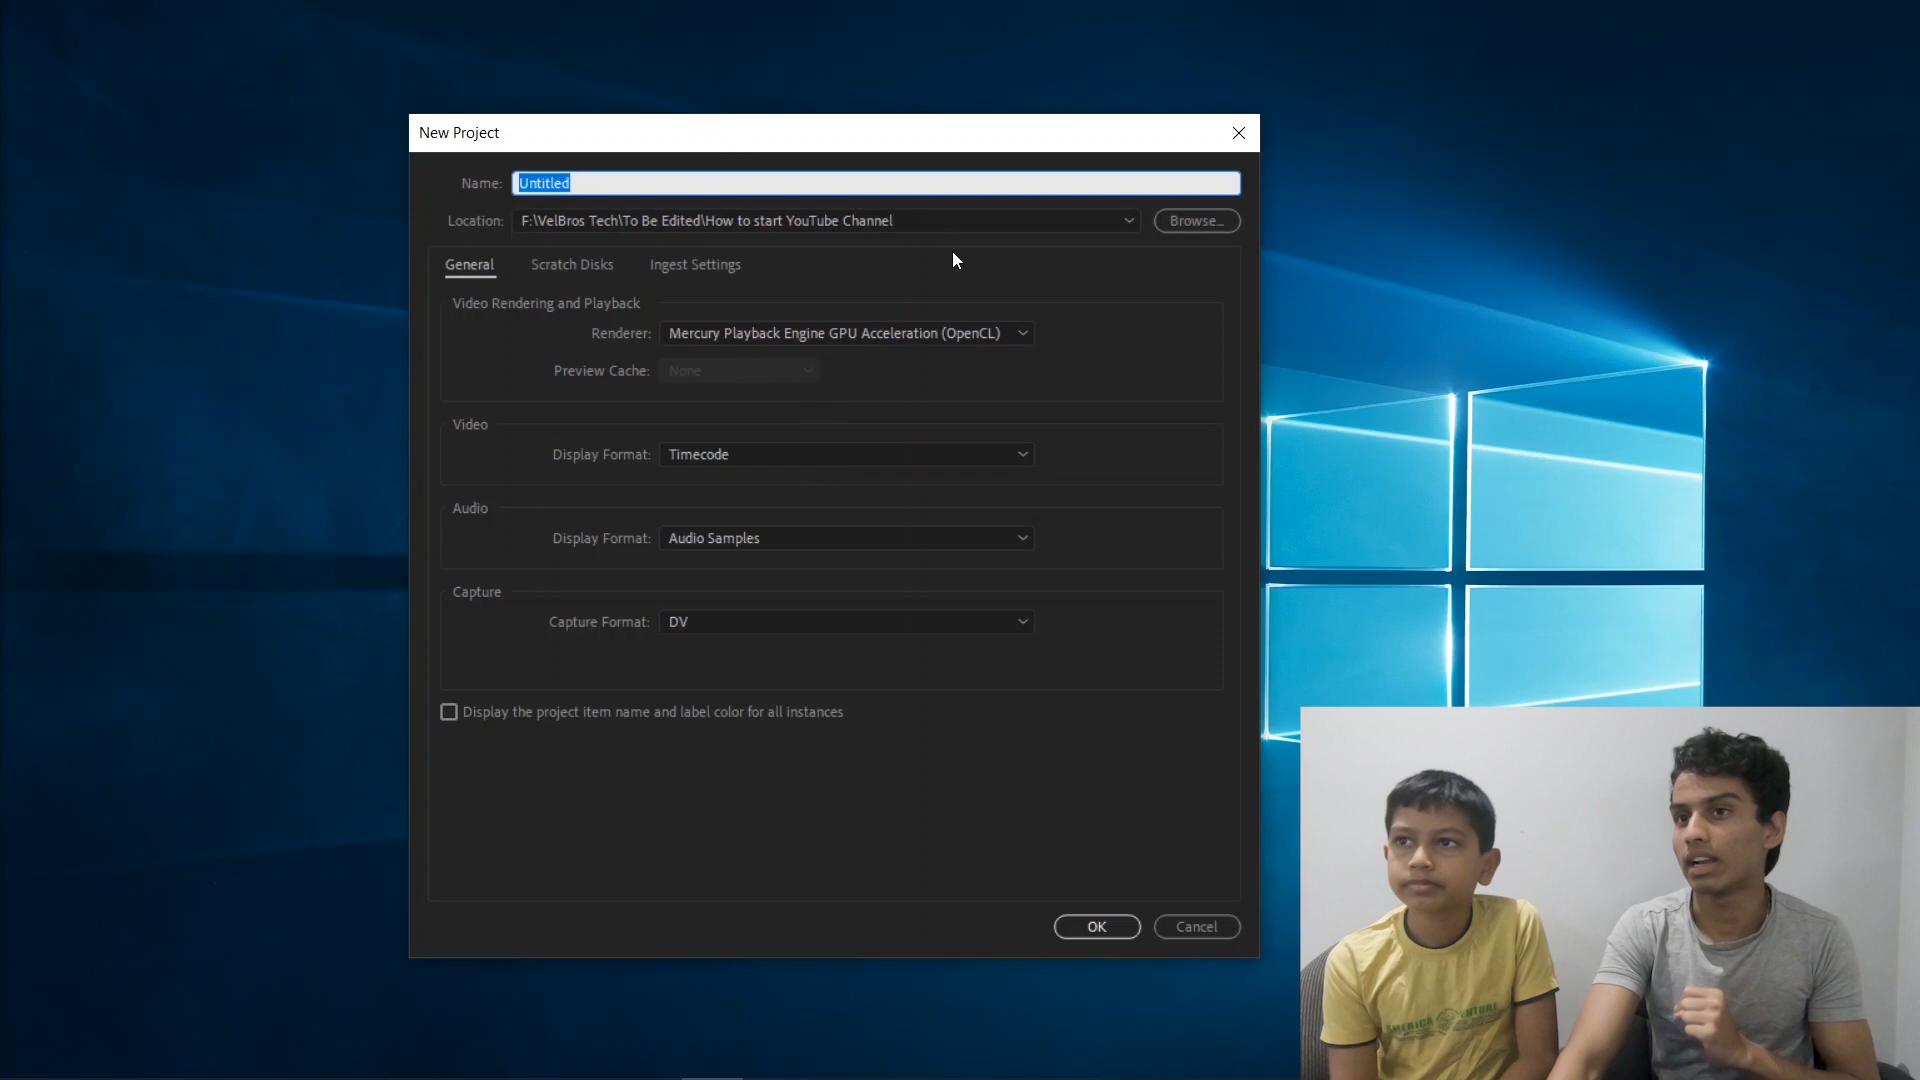 New Project
Name: Untitled
Location: F:\VelBros Tech\To Be Edited\How to start YouTube Channel Browse...
General Scratch Disks Ingest Settings
Video Rendering and Playback
Renderer: Mercury Playback Engine GPU Acceleration (OpenCL)
Preview Cache: None
Video
Display Format: Timecode
Audio
Display Format: Audio Samples
Capture
Capture Format: DV
Display the project item name and label color for all instances
OK Cancel